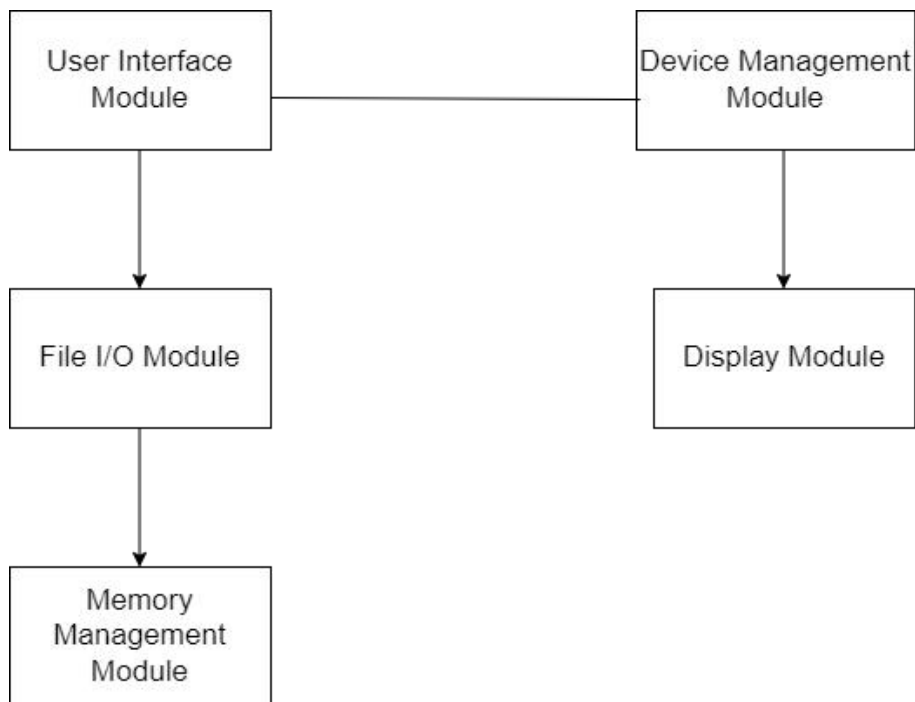 User Interface
Module
Device Management
Module
File I/O Module
Display Module
Memory
Management
Module